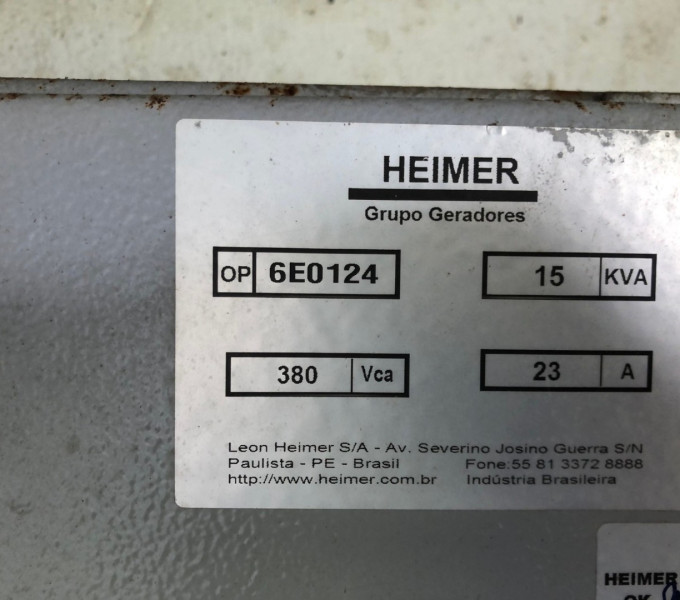 HEIMER
Grupo Geradores
OP 6E0124 15 KVA
380 Vca 23 A
Leon Heimer S/A - Av. Severino Josino Guerra S/N
Paulista - PE - Brasil Fone:55 81 3372 8888
http://www.heimer.com.br Indústria Brasileira
HEIMER
OK